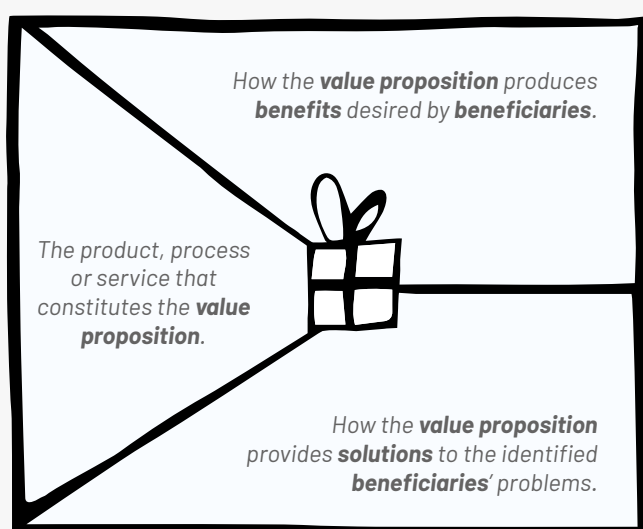 How the value proposition produces
benefits desired by beneficiaries.
The product, process
or service that
constitutes the value
proposition.
How the value proposition
provides solutions to the identified
beneficiaries' problems.